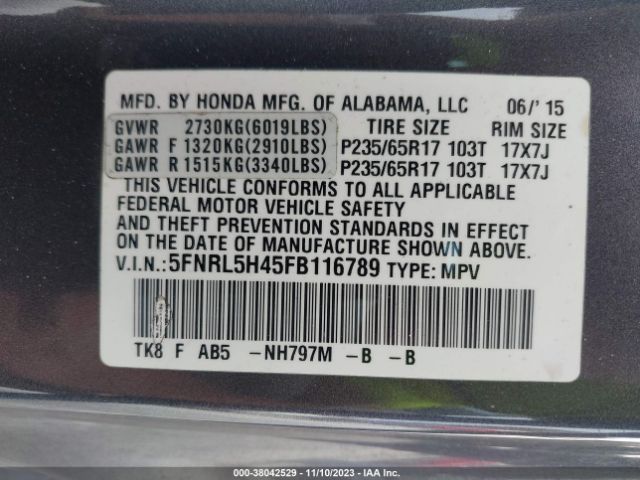 MFD. BY HONDA MFG. OF ALABAMA, LLC 06/' 15
GVWR 2730KG(6019LBS) TIRE SIZE RIM SIZE
GAWR F 1320KG(2910LBS) P235/65R17 103T 17X7J
GAWR R 1515KG(3340LBS) P235/65R17 103T 17X7J
THIS VEHICLE CONFORMS TO ALL APPLICABLE
FEDERAL MOTOR VEHICLE SAFETY
AND THEFT PREVENTION STANDARDS IN EFFECT
ON THE DATE OF MANUFACTURE SHOWN ABOVE.
V.I.N.:5FNRL5H45FB116789 TYPE: MPV
TK8 F AB5 -NH797M -B -B
000-38042529 - 11/10/2023 - IAA Inc.